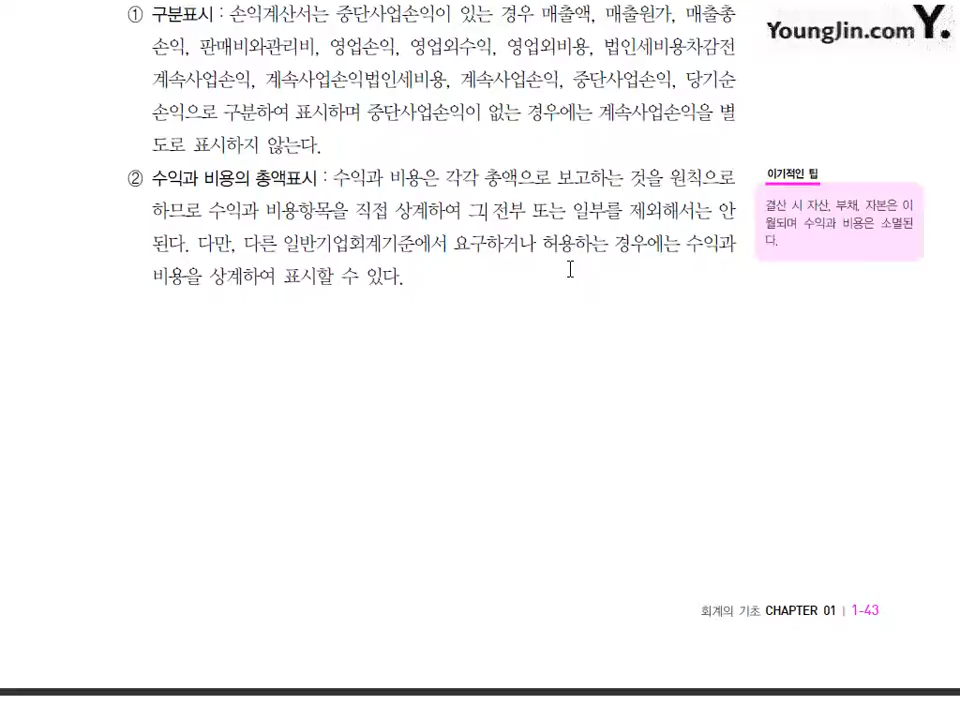 ① 구분표시 : 손익계산서는 중단사업손익이 있는 경우 매출액, 매출원가, 매출총
손익, 판매비와관리비, 영업손익, 영업외수익, 영업외비용, 법인세비용차감전
계속사업손익, 계속사업손익법인세비용, 계속사업손익, 중단사업손익, 당기순
손익으로 구분하여 표시하며 중단사업손익이 없는 경우에는 계속사업손익을 별
도로 표시하지 않는다.
② 수익과 비용의 총액표시 : 수익과 비용은 각각 총액으로 보고하는 것을 원칙으로
하므로 수익과 비용항목을 직접 상계하여 그 전부 또는 일부를 제외해서는 안
된다. 다만, 다른 일반기업회계기준에서 요구하거나 허용하는 경우에는 수익과
비용을 상계하여 표시할 수 있다.
YoungJin.com Y.
이기적인 팁
결산 시 자산, 부채, 자본은 이
월되며 수익과 비용은 소멸된
다.
회계의 기초 CHAPTER 01 | 1-43